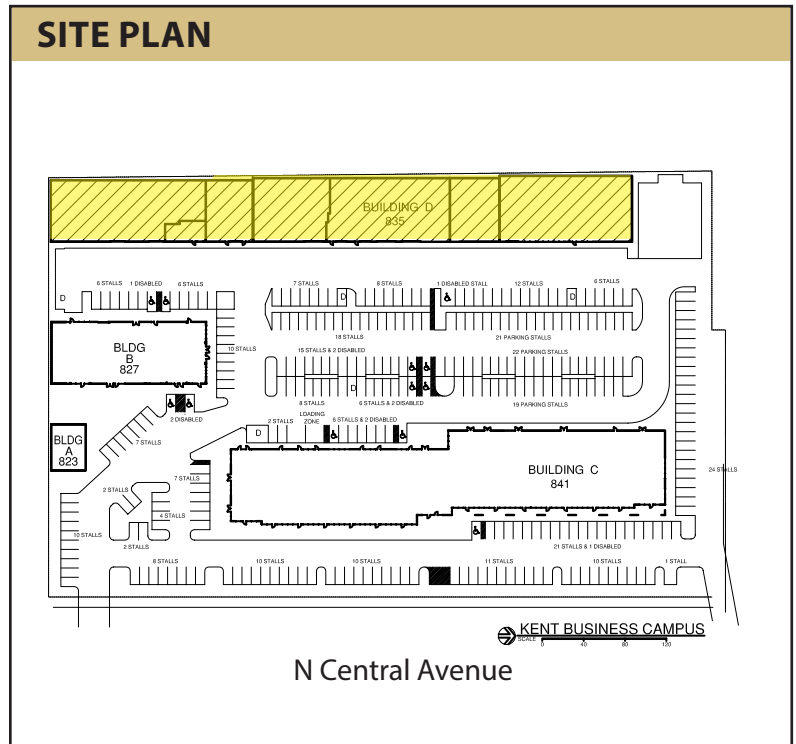 SITE PLAN
BUILDING D
835
6 STALLS 1 DISABLED 6 STALLS
7 STALLS 8 STALLS 1 DISABLED STALL 12 STALLS 6 STALLS
D D D D
18 STALLS 21 PARKING STALLS
10 STALLS
BLDG
B
827
15 STALLS & 2 DISABLED 22 PARKING STALLS
D
8 STALLS 6 STALLS & 2 DISABLED 19 PARKING STALLS
2 DISABLED
LOADING
ZONE
2 STALLS 6 STALLS & 2 DISABLED
D
BLDG
A
823
7 STALLS
BUILDING C
841
24 STALLS
7 STALLS
2 STALLS
4 STALLS
10 STALLS
2 STALLS
21 STALLS & 1 DISABLED
8 STALLS 10 STALLS 10 STALLS 11 STALLS 10 STALLS 1 STALL
KENT BUSINESS CAMPUS
SCALE 0 40 80 120
N Central Avenue